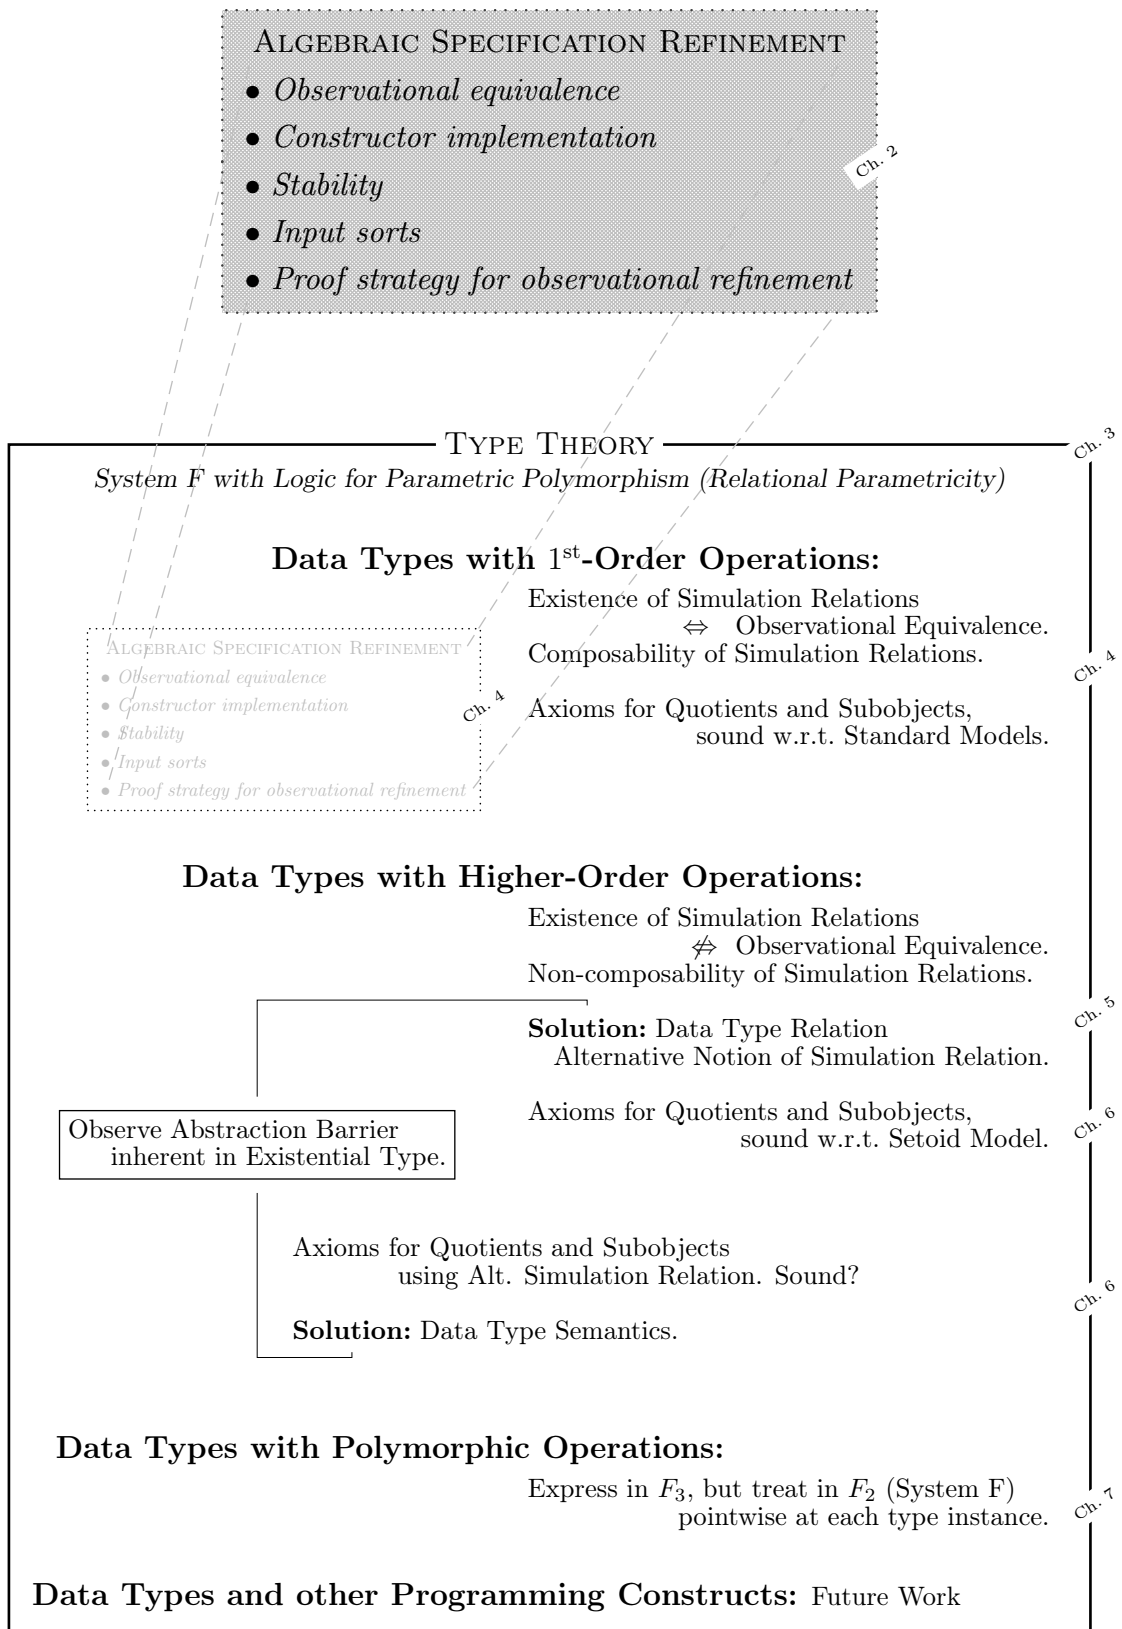 ALGEBRAIC SPECIFICATION REFINEMENT
• Observational equivalence
• Constructor implementation
Ch. 2
• Stability
• Input sorts
• Proof strategy for observational refinement
TYPE THEORY
Ch. 3
System F with Logic for Parametric Polymorphism (Relational Parametricity)
Data Types with 1st-Order Operations:
Existence of Simulation Relations
⇔ Observational Equivalence.
Composability of Simulation Relations.
Ch. 4
ALGEBRAIC SPECIFICATION REFINEMENT
• Observational equivalence
• Constructor implementation
• Stability
• Input sorts
• Proof strategy for observational refinement
Ch. 4
Axioms for Quotients and Subobjects,
sound w.r.t. Standard Models.
Data Types with Higher-Order Operations:
Existence of Simulation Relations
⇎ Observational Equivalence.
Non-composability of Simulation Relations.
Ch. 5
Solution: Data Type Relation
Alternative Notion of Simulation Relation.
Axioms for Quotients and Subobjects,
sound w.r.t. Setoid Model.
Ch. 6
Observe Abstraction Barrier
inherent in Existential Type.
Axioms for Quotients and Subobjects
using Alt. Simulation Relation. Sound?
Ch. 6
Solution: Data Type Semantics.
Data Types with Polymorphic Operations:
Express in F3, but treat in F2 (System F)
pointwise at each type instance.
Ch. 7
Data Types and other Programming Constructs: Future Work